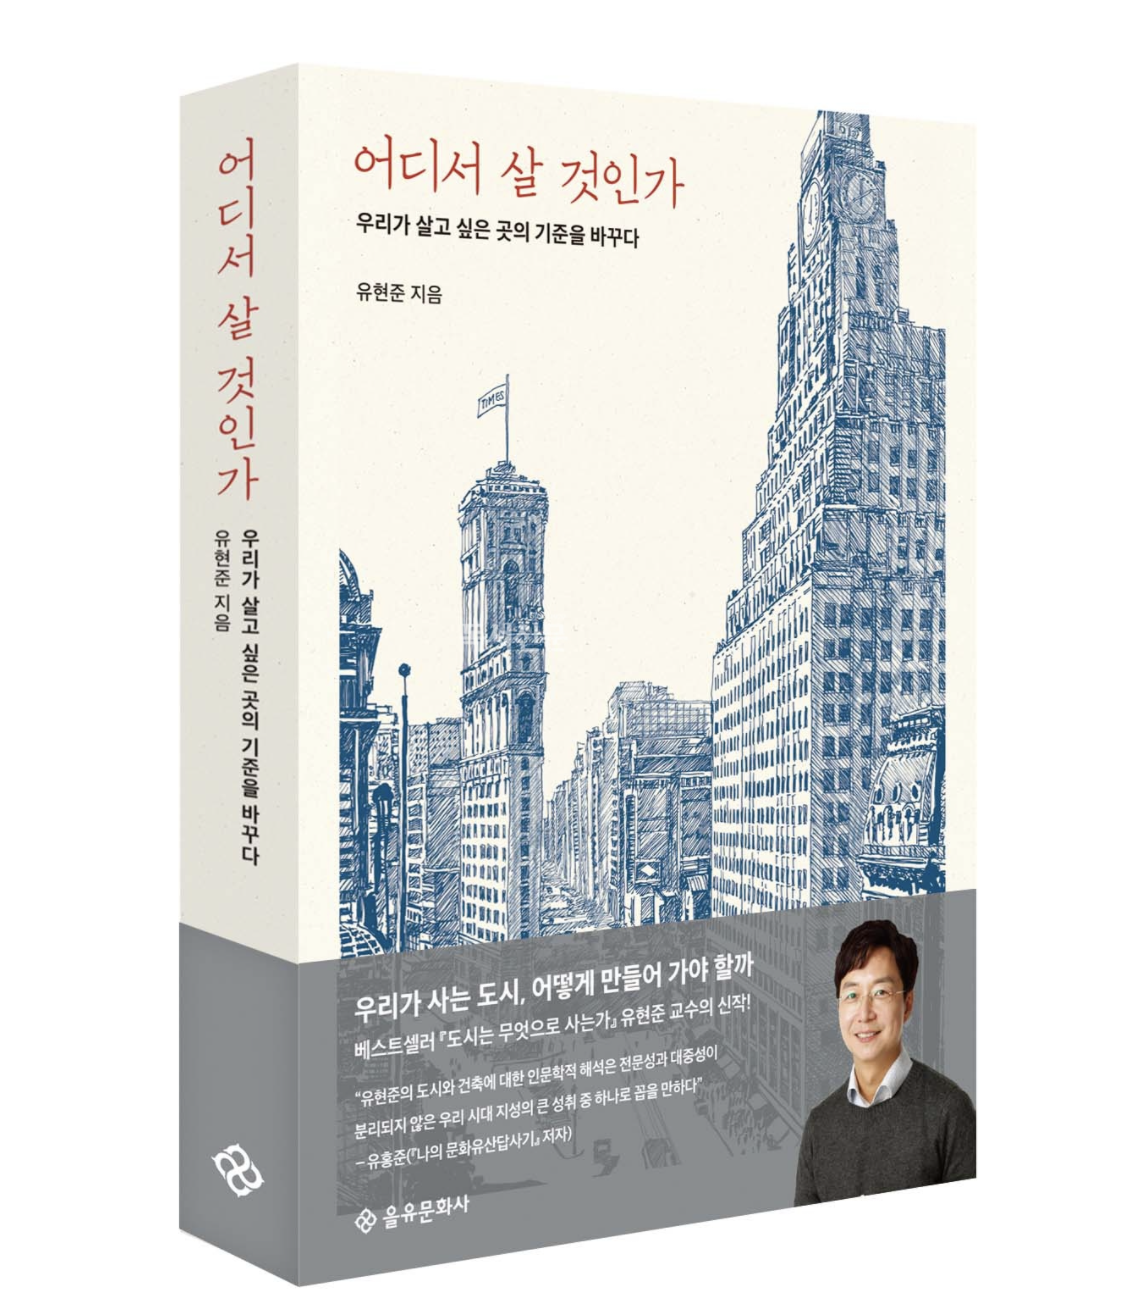 어디서 살 것인가
우리가 살고 싶은 곳의 기준을 바꾸다
유현준 지음
어디서 살 것인가
우리가 살고 싶은 곳의 기준을 바꾸다
유현준 지음
TIMES
우리가 사는 도시, 어떻게 만들어 가야 할까
베스트셀러 『도시는 무엇으로 사는가』 유현준 교수의 신작!
“유현준의 도시와 건축에 대한 인문학적 해석은 전문성과 대중성이
분리되지 않은 우리 시대 지성의 큰 성취 중 하나로 꼽을 만하다”
– 유홍준(『나의 문화유산답사기』 저자)
을유문화사